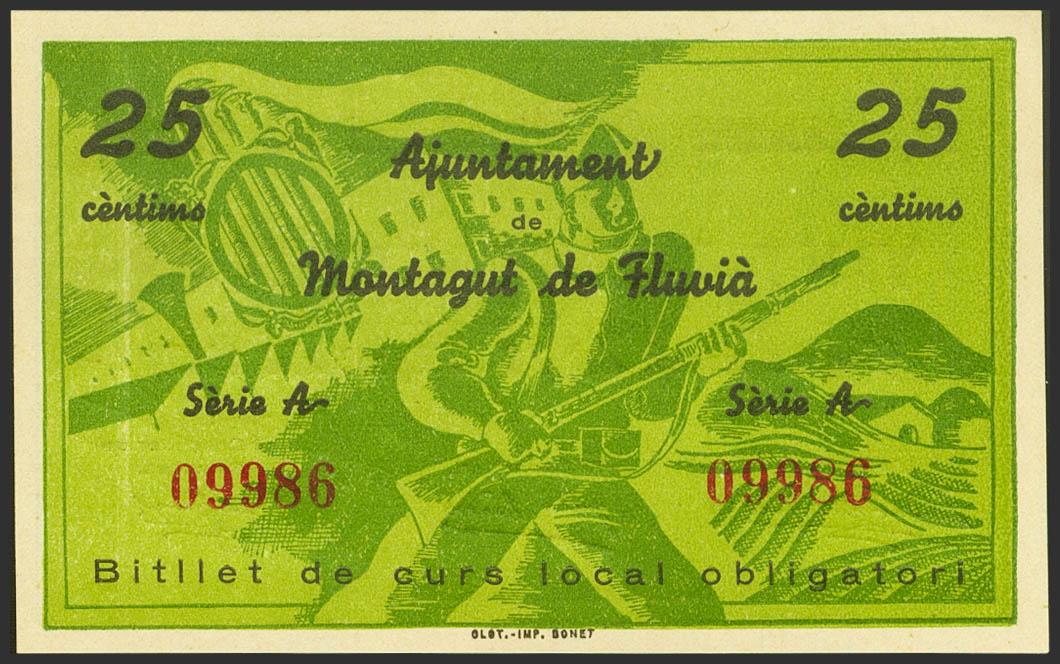 25 25
cèntims cèntims
Ajuntament
de
Montagut de Fluvià
Sèrie A Sèrie A
09986 09986
Bitllet de curs local obligatori
OLOT.-IMP. BONET